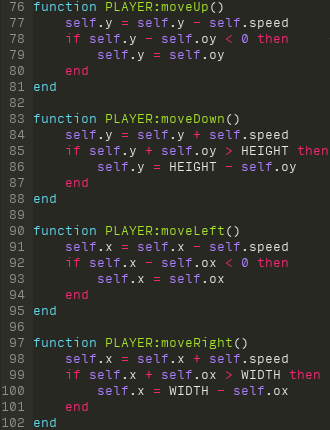 76 function PLAYER:moveUp()
77     self.y = self.y - self.speed
78     if self.y - self.oy < 0 then
79         self.y = self.oy
80     end
81 end
82
83 function PLAYER:moveDown()
84     self.y = self.y + self.speed
85     if self.y + self.oy > HEIGHT then
86         self.y = HEIGHT - self.oy
87     end
88 end
89
90 function PLAYER:moveLeft()
91     self.x = self.x - self.speed
92     if self.x - self.ox < 0 then
93         self.x = self.ox
94     end
95 end
96
97 function PLAYER:moveRight()
98     self.x = self.x + self.speed
99     if self.x + self.ox > WIDTH then
100         self.x = WIDTH - self.ox
101     end
102 end